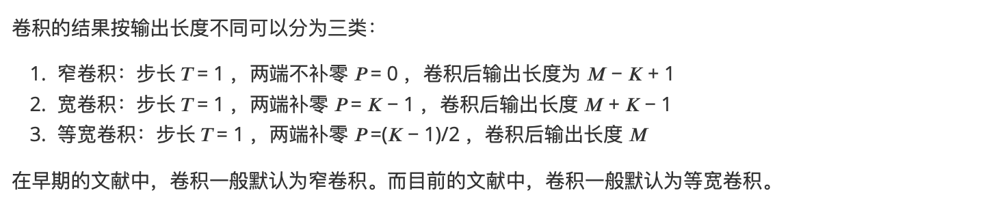 卷积的结果按输出长度不同可以分为三类：
1. 窄卷积：步长 T = 1 ，两端不补零 P = 0 ，卷积后输出长度为 M − K + 1
2. 宽卷积：步长 T = 1 ，两端补零 P = K − 1 ，卷积后输出长度 M + K − 1
3. 等宽卷积：步长 T = 1 ，两端补零 P =(K − 1)/2 ，卷积后输出长度 M
在早期的文献中，卷积一般默认为窄卷积。而目前的文献中，卷积一般默认为等宽卷积。